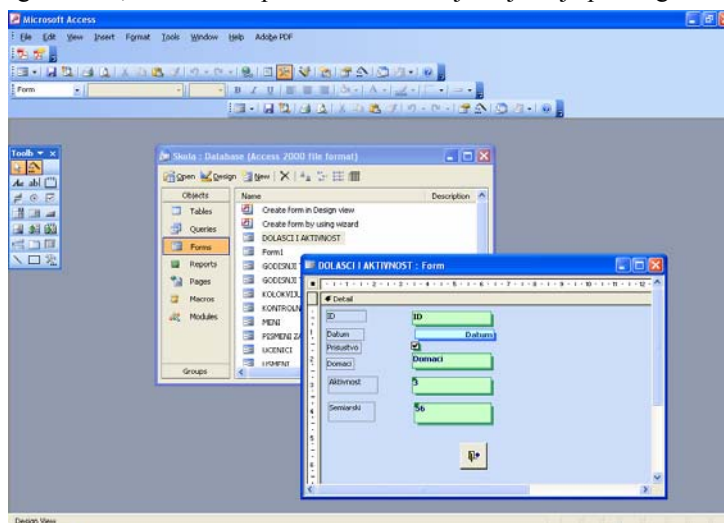 Microsoft Access
File Edit View Insert Format Tools Window Help Adobe PDF
Form
B I U
Toolb
Skola : Database (Access 2000 file format)
Open Design New
Objects
Tables
Queries
Forms
Reports
Pages
Macros
Modules
Groups
Name Description
Create form in Design view
Create form by using wizard
DOLASCI I AKTIVNOST
Form1
GODISNJI
GODISNJI
KOLOKVIJ
KONTROLN
MENI
PISMENI ZA
UCENICI
USMENI
DOLASCI I AKTIVNOST : Form
Detail
ID ID
Datum Datum
Prisustvo
Domaci Domaci
Aktivnost 3
Semiarski 56
Design View